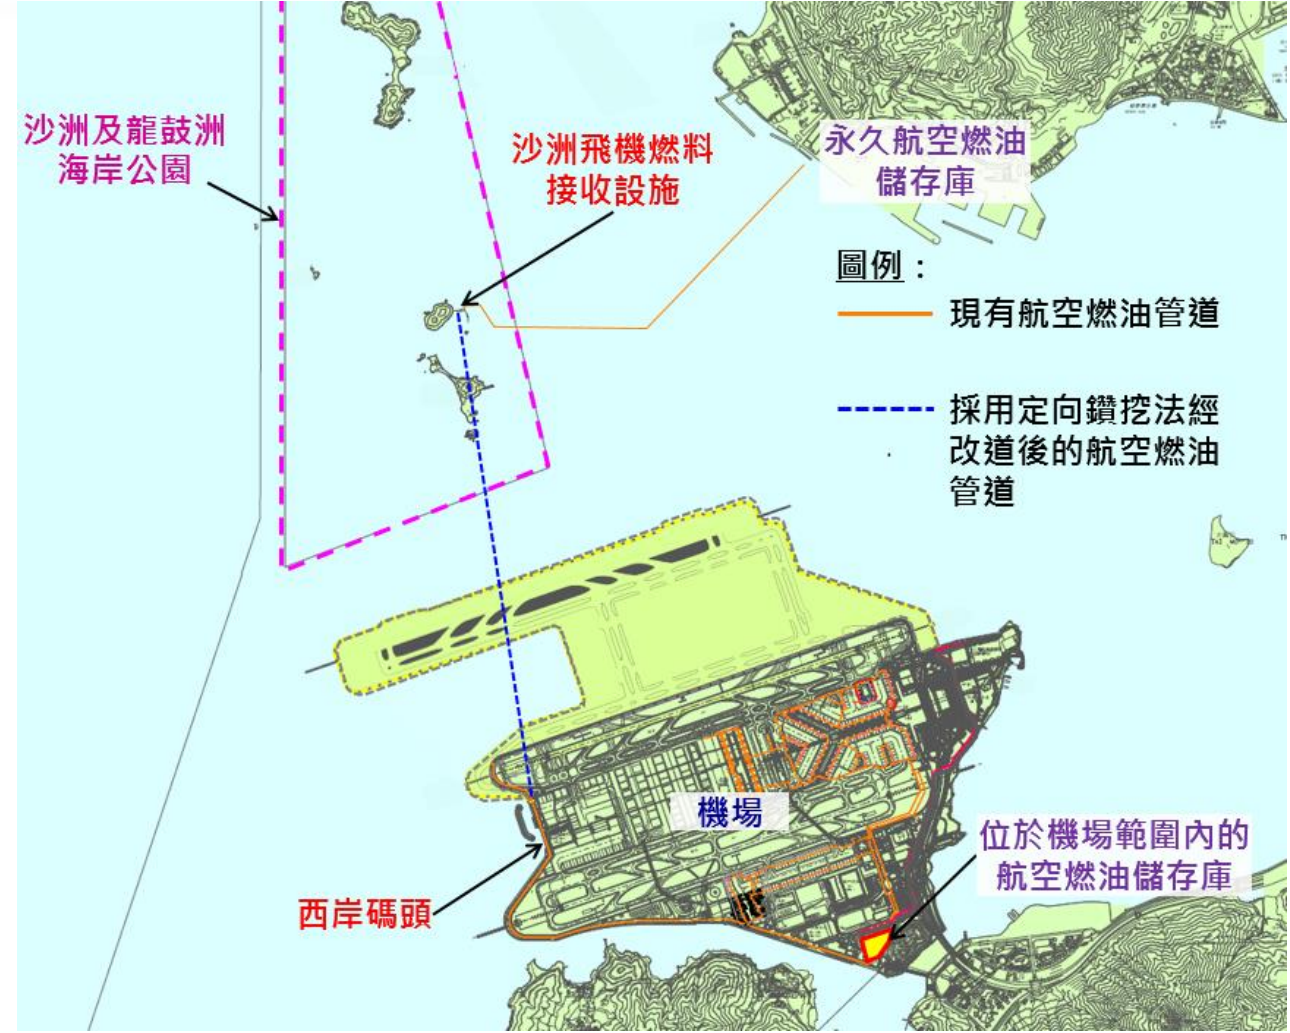 沙洲及龍鼓洲
海岸公園
沙洲飛機燃料
接收設施
永久航空燃油
儲存庫
圖例：
現有航空燃油管道
採用定向鑽挖法經
改道後的航空燃油
管道
機場
西岸碼頭
位於機場範圍內的
航空燃油儲存庫